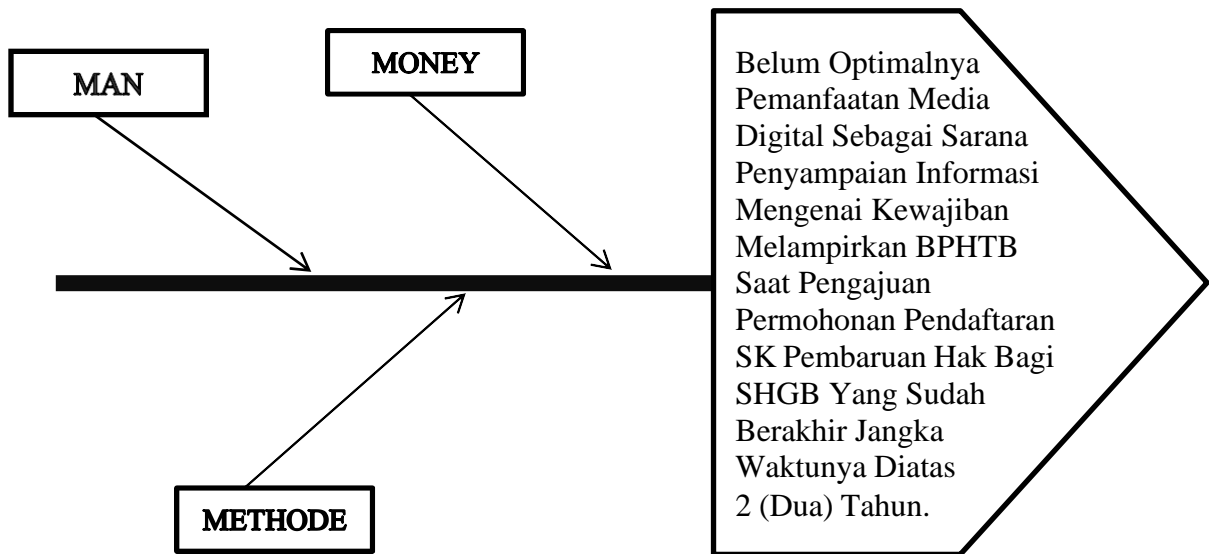 MAN
MONEY
METHODE
Belum Optimalnya
Pemanfaatan Media
Digital Sebagai Sarana
Penyampaian Informasi
Mengenai Kewajiban
Melampirkan BPHTB
Saat Pengajuan
Permohonan Pendaftaran
SK Pembaruan Hak Bagi
SHGB Yang Sudah
Berakhir Jangka
Waktunya Diatas
2 (Dua) Tahun.